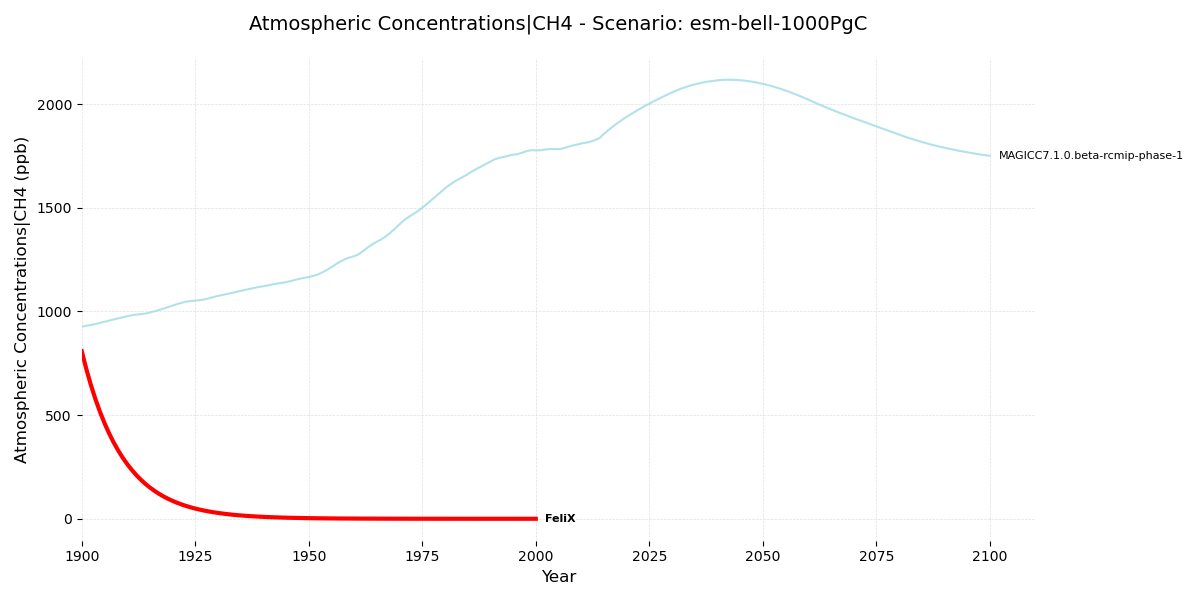 Atmospheric Concentrations|CH4 - Scenario: esm-bell-1000PgC
Atmospheric Concentrations|CH4 (ppb)
2000
1500
1000
500
0
MAGICC7.1.0.beta-rcmip-phase-1
FeliX
1900 1925 1950 1975 2000 2025 2050 2075 2100
Year